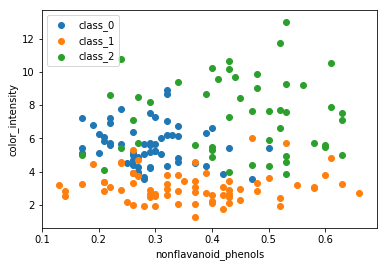 class_0
class_1
class_2
color_intensity
12
10
8
6
4
2
0.1 0.2 0.3 0.4 0.5 0.6
nonflavanoid_phenols